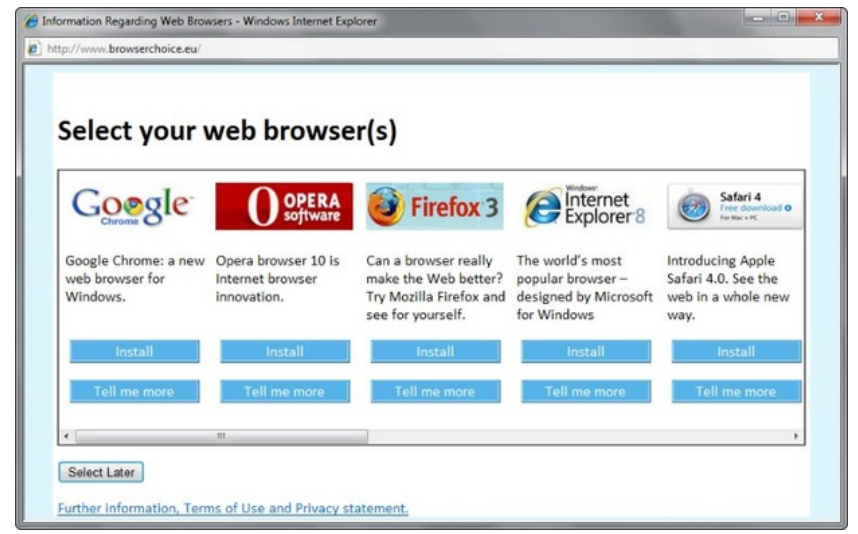 Information Regarding Web Browsers - Windows Internet Explorer
http://www.browserchoice.eu/
Select your web browser(s)
Google
Chrome
OPERA
software
Firefox 3
Windows
Internet
Explorer 8
Safari 4
Free download
For Mac + PC
Google Chrome: a new
web browser for
Windows.
Opera browser 10 is
Internet browser
innovation.
Can a browser really
make the Web better?
Try Mozilla Firefox and
see for yourself.
The world's most
popular browser –
designed by Microsoft
for Windows
Introducing Apple
Safari 4.0. See the
web in a whole new
way.
Install
Install
Install
Install
Install
Tell me more
Tell me more
Tell me more
Tell me more
Tell me more
Select Later
Further information, Terms of Use and Privacy statement.